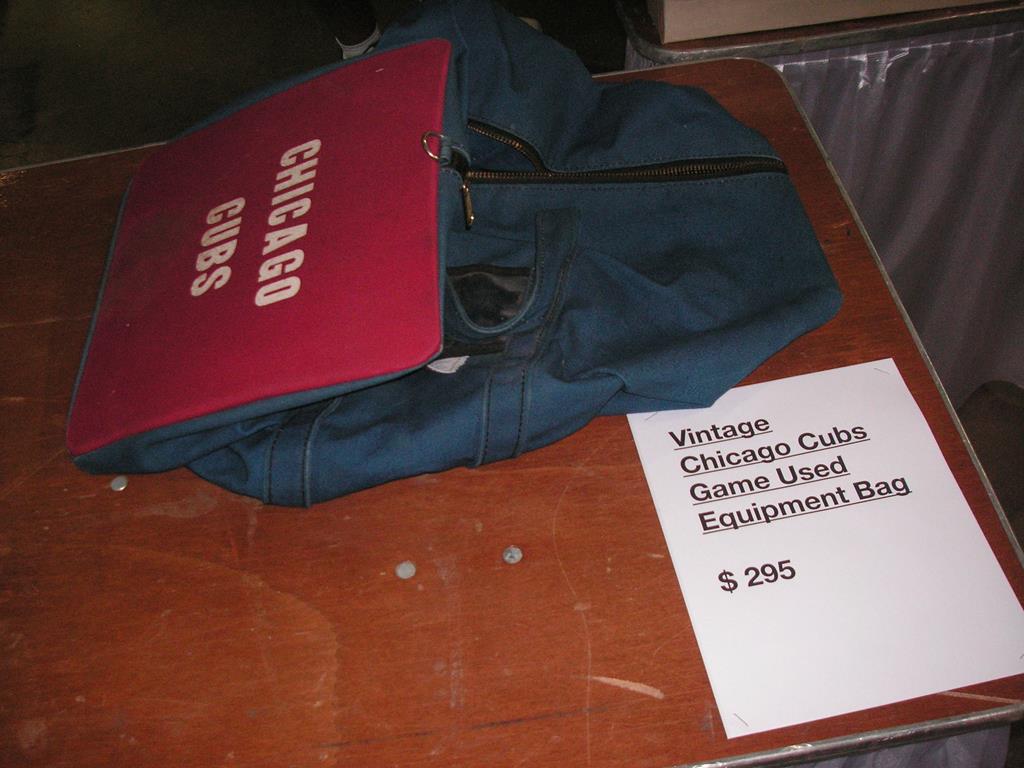 CHICAGO
CUBS
Vintage
Chicago Cubs
Game Used
Equipment Bag
$ 295